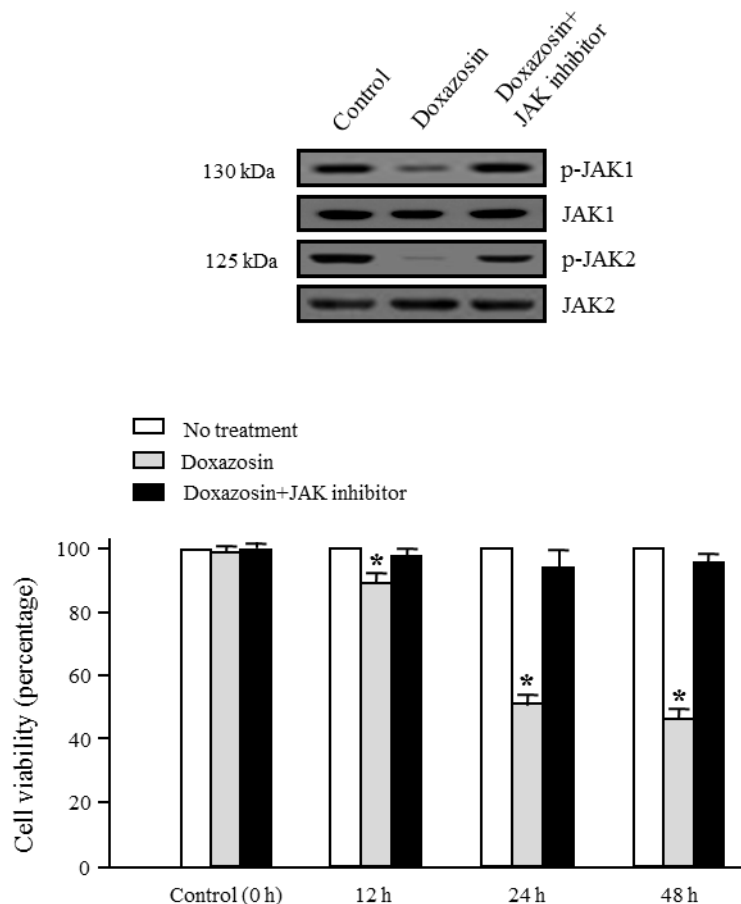 Control
Doxazosin
Doxazosin+
JAK inhibitor
130 kDa
p-JAK1
JAK1
125 kDa
p-JAK2
JAK2
No treatment
Doxazosin
Doxazosin+JAK inhibitor
Cell viability (percentage)
100
80
60
40
20
0
*
*
*
Control (0 h)
12 h
24 h
48 h